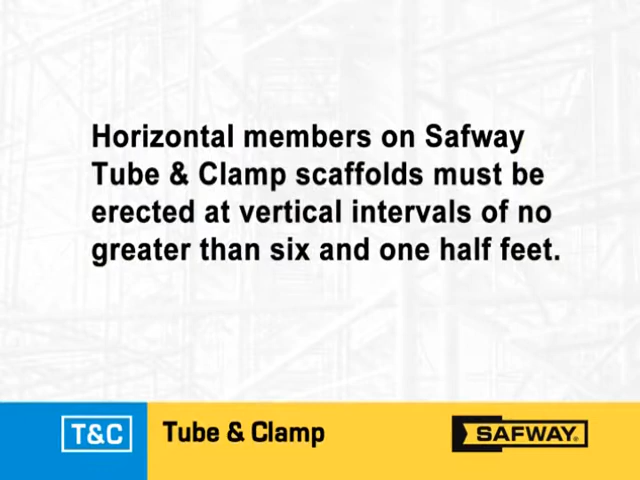 Horizontal members on Safway
Tube & Clamp scaffolds must be
erected at vertical intervals of no
greater than six and one half feet.
T&C
Tube & Clamp
SAFWAY®